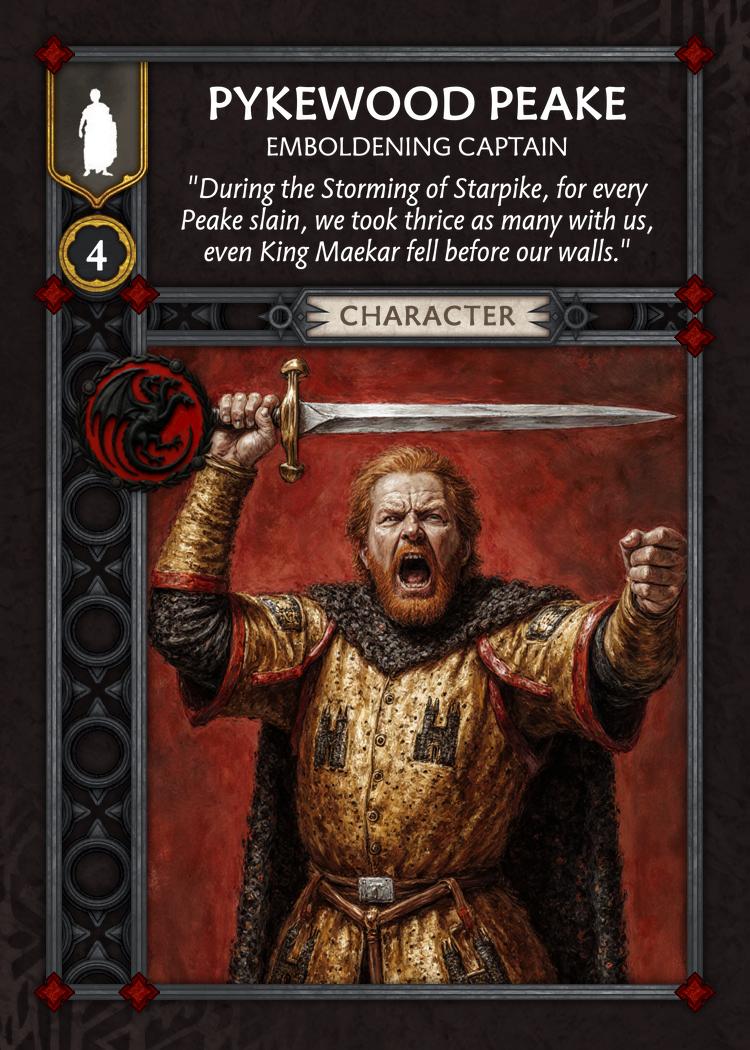 PYKEWOOD PEAKE
EMBOLDENING CAPTAIN
"During the Storming of Starpike, for every
Peake slain, we took thrice as many with us,
even King Maekar fell before our walls."
4
CHARACTER